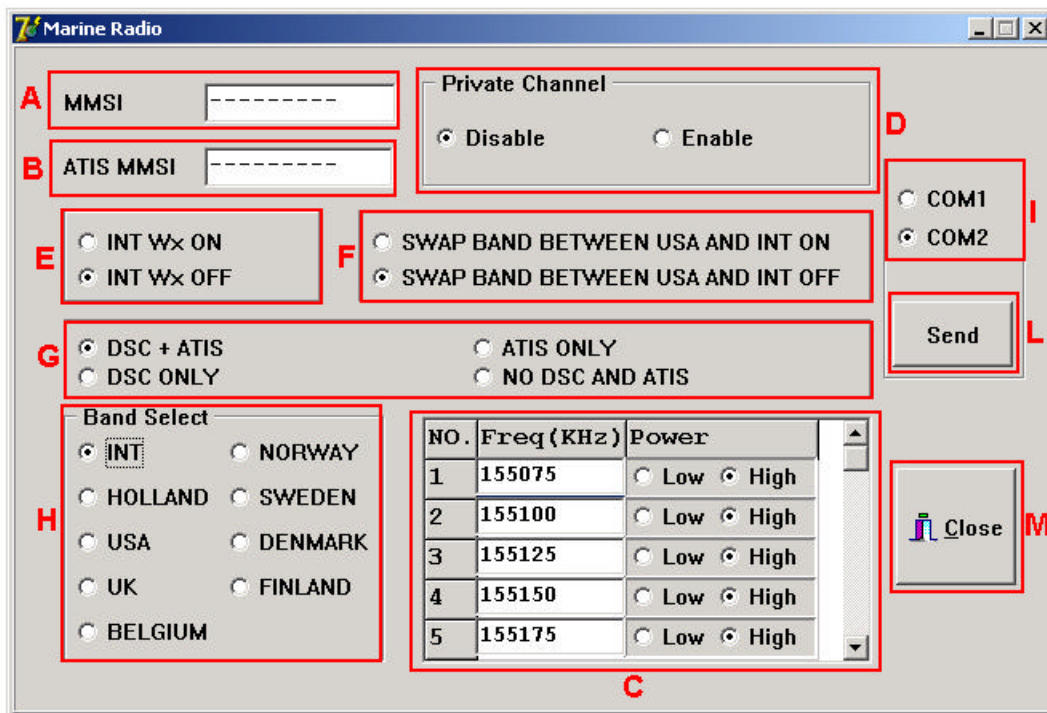 Marine Radio
A
MMSI
---------
Private Channel
Disable
Enable
D
B
ATIS MMSI
---------
COM1
COM2
I
E
INT Wx ON
INT Wx OFF
F
SWAP BAND BETWEEN USA AND INT ON
SWAP BAND BETWEEN USA AND INT OFF
Send
L
G
DSC + ATIS
ATIS ONLY
DSC ONLY
NO DSC AND ATIS
H
Band Select
INT
NORWAY
HOLLAND
SWEDEN
USA
DENMARK
UK
FINLAND
BELGIUM
NO. Freq(KHz) Power
1 155075 Low High
2 155100 Low High
3 155125 Low High
4 155150 Low High
5 155175 Low High
C
Close
M